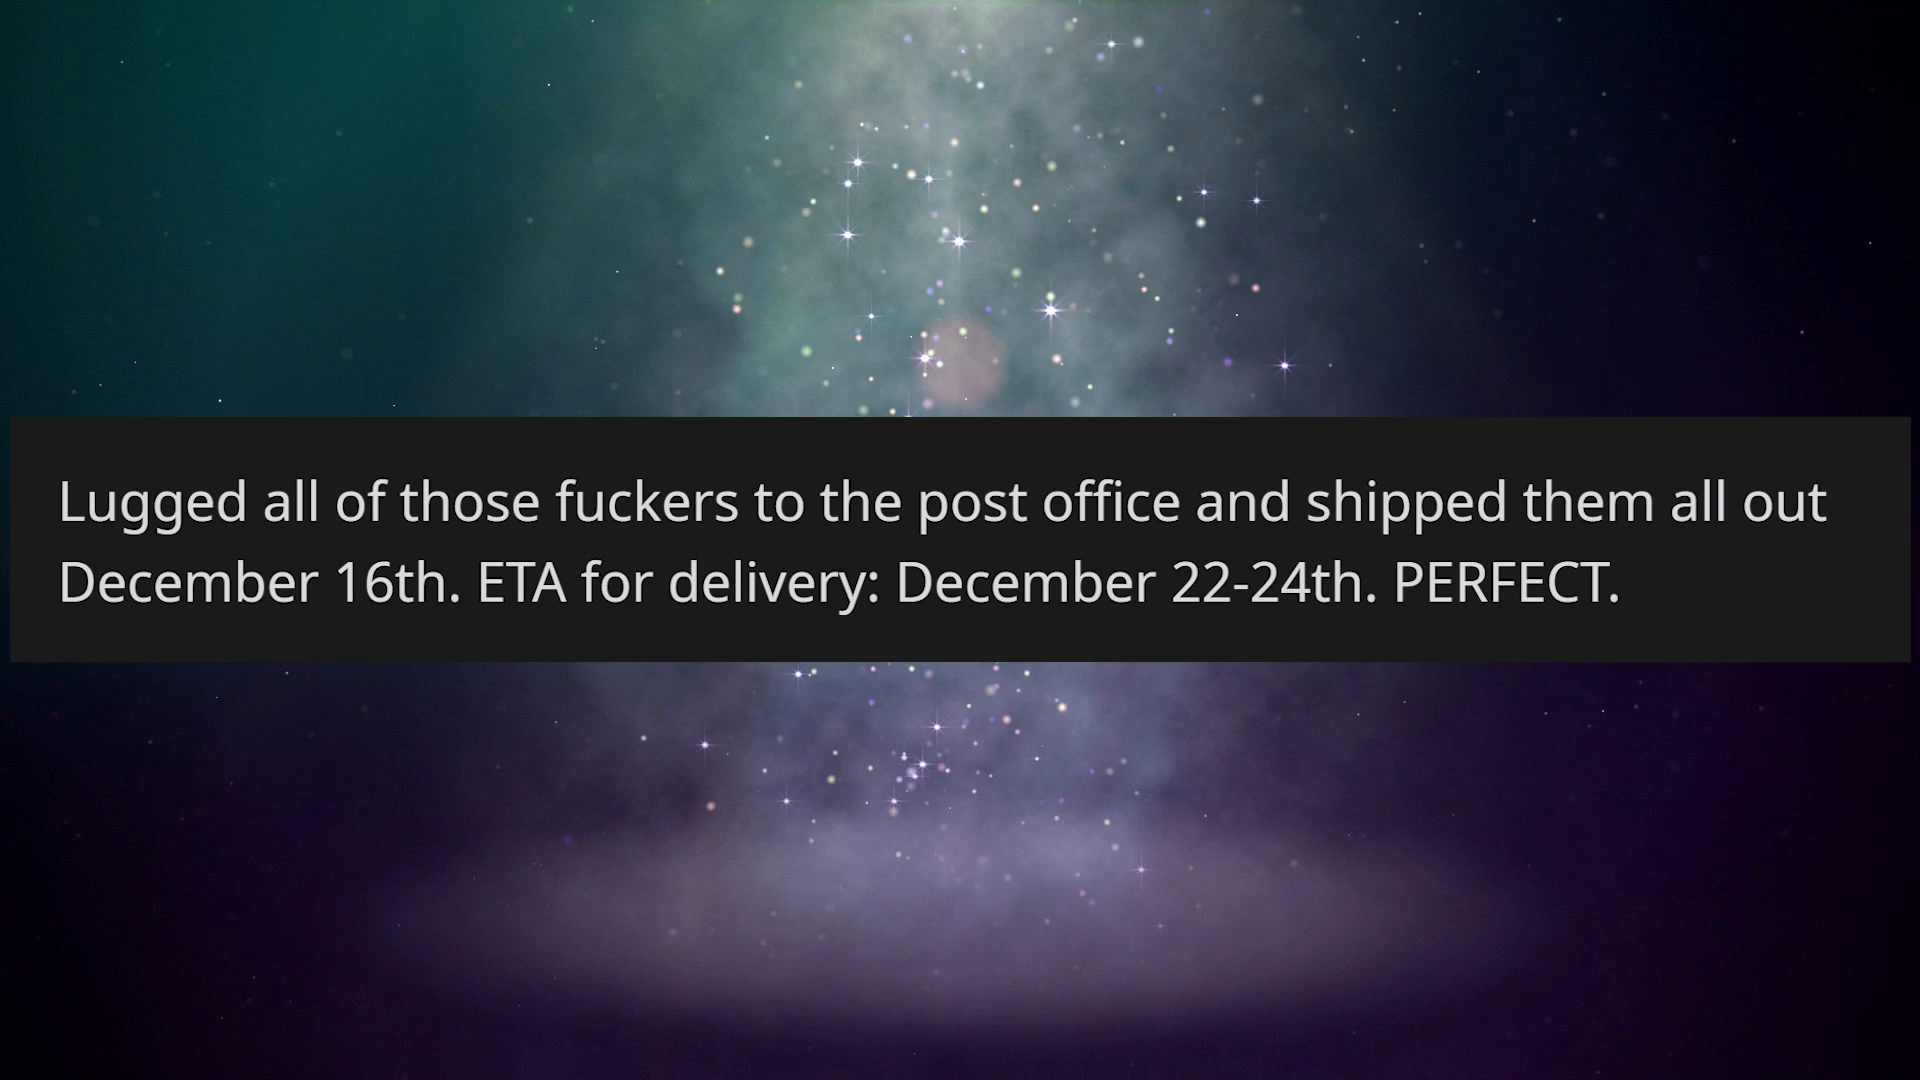 Lugged all of those fuckers to the post office and shipped them all out
December 16th. ETA for delivery: December 22-24th. PERFECT.